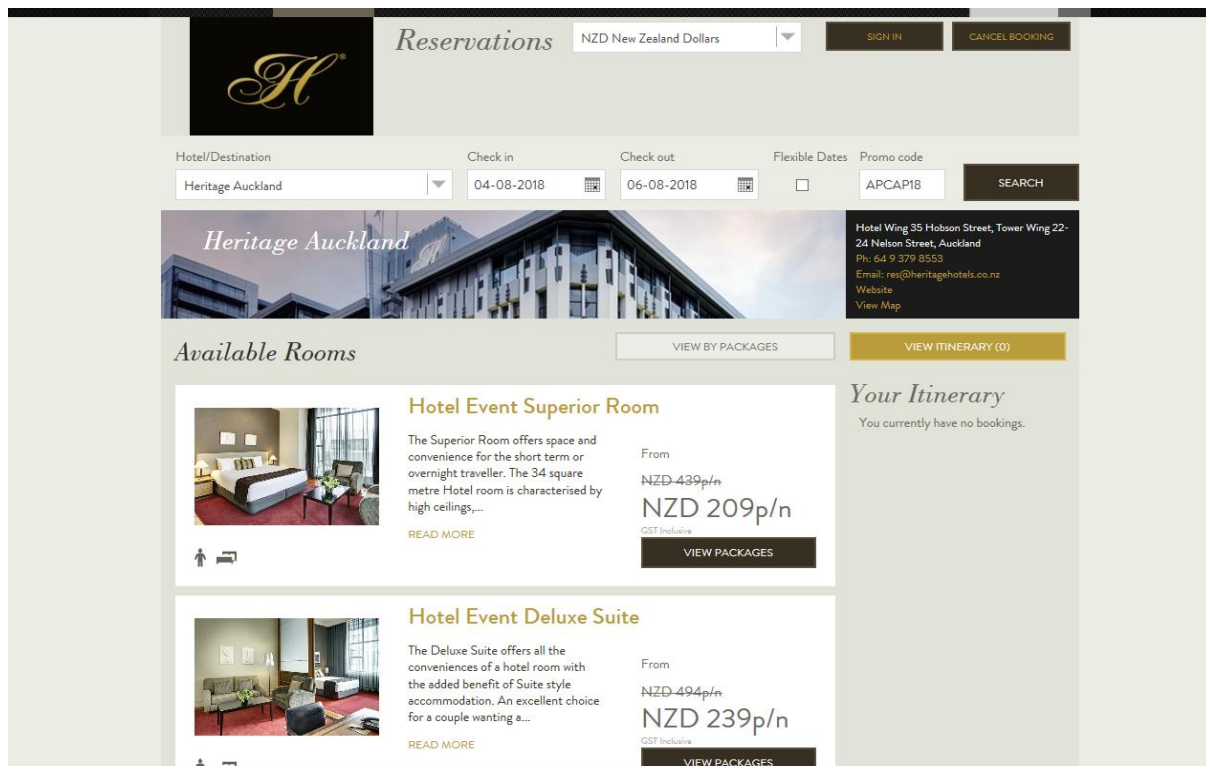 H®
Reservations
NZD New Zealand Dollars
SIGN IN
CANCEL BOOKING
Hotel/Destination
Check in
Check out
Flexible Dates
Promo code
Heritage Auckland
04-08-2018
06-08-2018
APCAP18
SEARCH
Heritage Auckland
Hotel Wing 35 Hobson Street, Tower Wing 22-
24 Nelson Street, Auckland
Ph: 64 9 379 8553
Email: res@heritagehotels.co.nz
Website
View Map
Available Rooms
VIEW BY PACKAGES
VIEW ITINERARY (0)
Your Itinerary
You currently have no bookings.
Hotel Event Superior Room
The Superior Room offers space and
convenience for the short term or
overnight traveller. The 34 square
metre Hotel room is characterised by
high ceilings,...
READ MORE
From
NZD 439p/n
NZD 209p/n
GST Inclusive
VIEW PACKAGES
Hotel Event Deluxe Suite
The Deluxe Suite offers all the
conveniences of a hotel room with
the added benefit of Suite style
accommodation. An excellent choice
for a couple wanting a...
READ MORE
From
NZD 494p/n
NZD 239p/n
GST Inclusive
VIEW PACKAGES